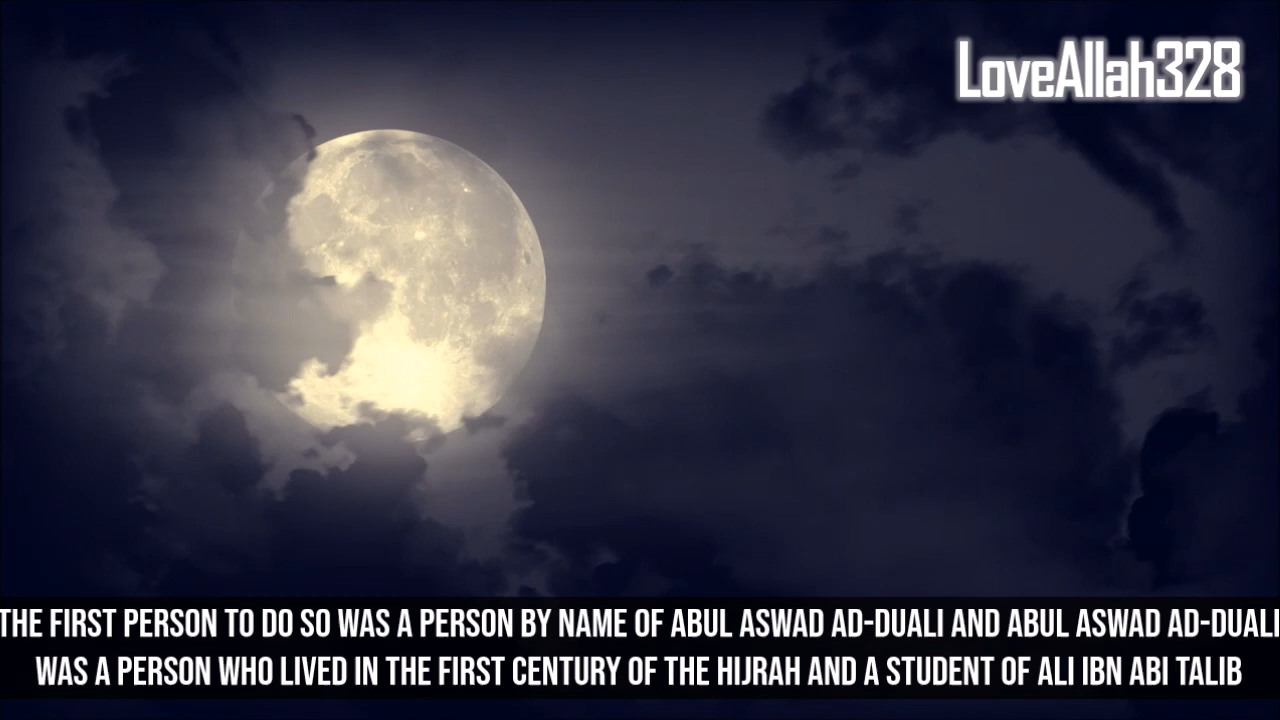 LoveAllah328
THE FIRST PERSON TO DO SO WAS A PERSON BY NAME OF ABUL ASWAD AD-DUALI AND ABUL ASWAD AD-DUALI
WAS A PERSON WHO LIVED IN THE FIRST CENTURY OF THE HIJRAH AND A STUDENT OF ALI IBN ABI TALIB